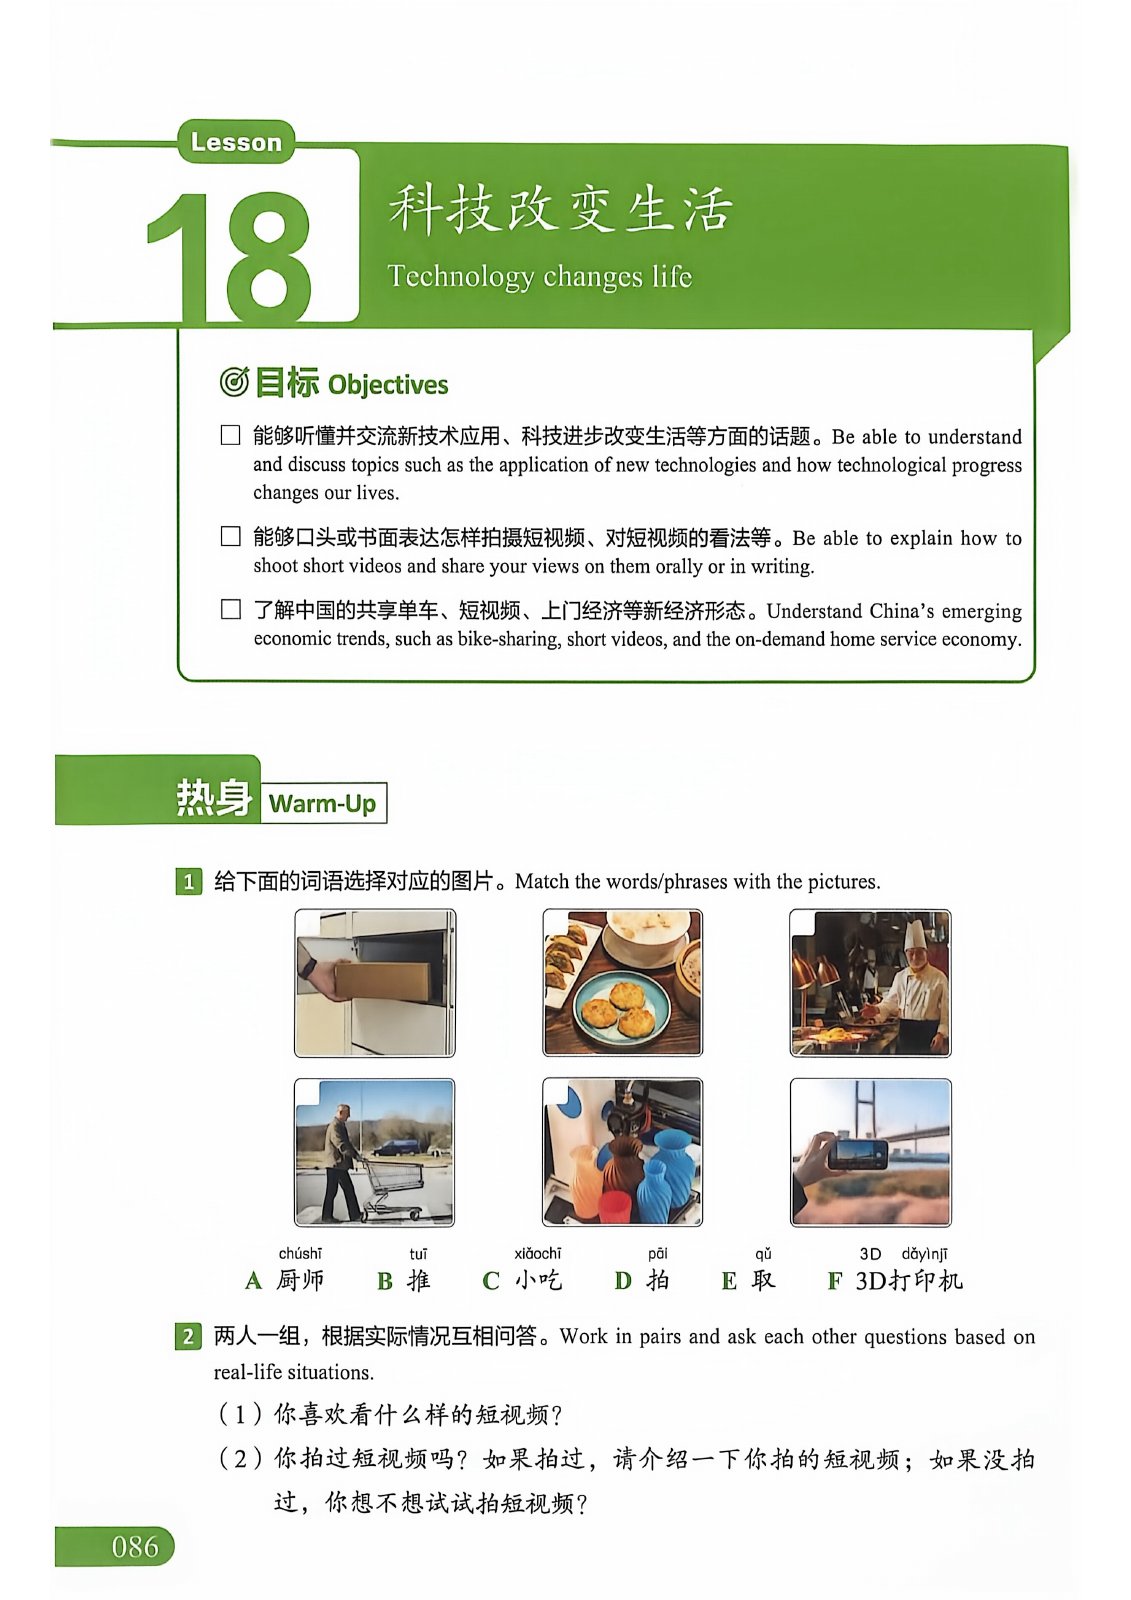 Lesson
18
科技改变生活
Technology changes life
目标 Objectives
□ 能够听懂并交流新技术应用、科技进步改变生活等方面的话题。Be able to understand
and discuss topics such as the application of new technologies and how technological progress
changes our lives.
□ 能够口头或书面表达怎样拍摄短视频、对短视频的看法等。Be able to explain how to
shoot short videos and share your views on them orally or in writing.
□ 了解中国的共享单车、短视频、上门经济等新经济形态。Understand China's emerging
economic trends, such as bike-sharing, short videos, and the on-demand home service economy.
热身 Warm-Up
1 给下面的词语选择对应的图片。Match the words/phrases with the pictures.
chúshī tuī xiǎochī pāi qǔ 3D dǎyìnjī
A 厨师 B 推 C 小吃 D 拍 E 取 F 3D打印机
2 两人一组，根据实际情况互相问答。Work in pairs and ask each other questions based on
real-life situations.
（1）你喜欢看什么样的短视频？
（2）你拍过短视频吗？如果拍过，请介绍一下你拍的短视频；如果没拍
过，你想不想试试拍短视频？
086